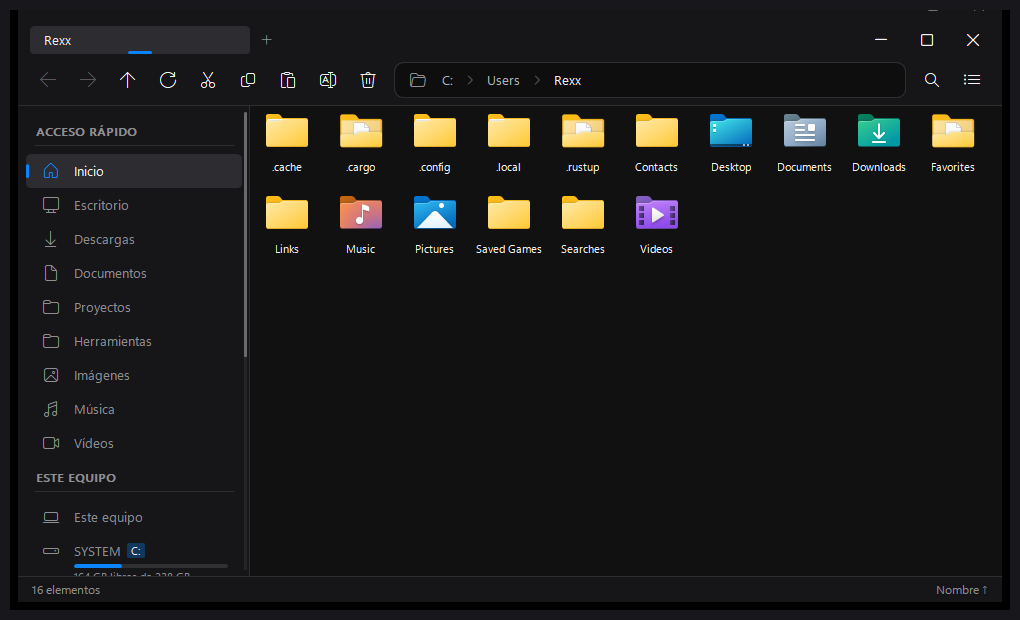 Rexx
C: Users Rexx
ACCESO RÁPIDO
Inicio
Escritorio
Descargas
Documentos
Proyectos
Herramientas
Imágenes
Música
Vídeos
ESTE EQUIPO
Este equipo
SYSTEM C:
.cache .cargo .config .local .rustup Contacts Desktop Documents Downloads Favorites
Links Music Pictures Saved Games Searches Videos
16 elementos
Nombre ↑